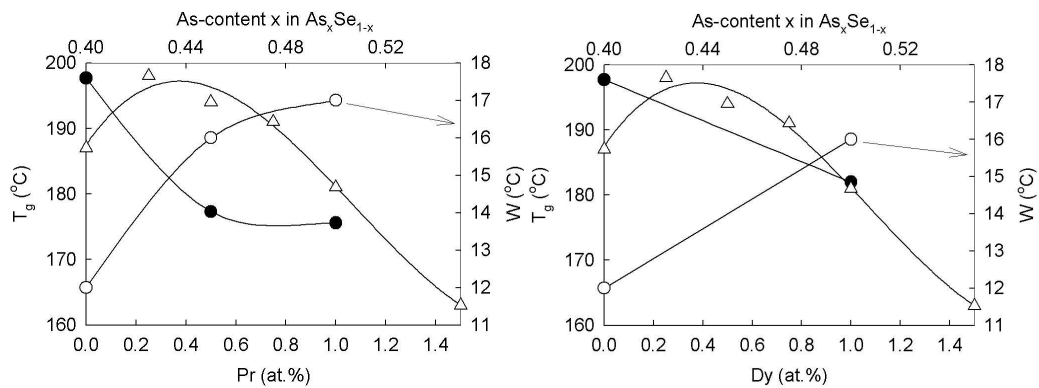 As-content x in AsxSe1-x
0.40 0.44 0.48 0.52
200
190
180
170
160
Tg (°C)
18
17
16
15
14
13
12
11
W (°C)
0.0 0.2 0.4 0.6 0.8 1.0 1.2 1.4
Pr (at.%)
As-content x in AsxSe1-x
0.40 0.44 0.48 0.52
200
190
180
170
160
Tg (°C)
18
17
16
15
14
13
12
11
W (°C)
0.0 0.2 0.4 0.6 0.8 1.0 1.2 1.4
Dy (at.%)